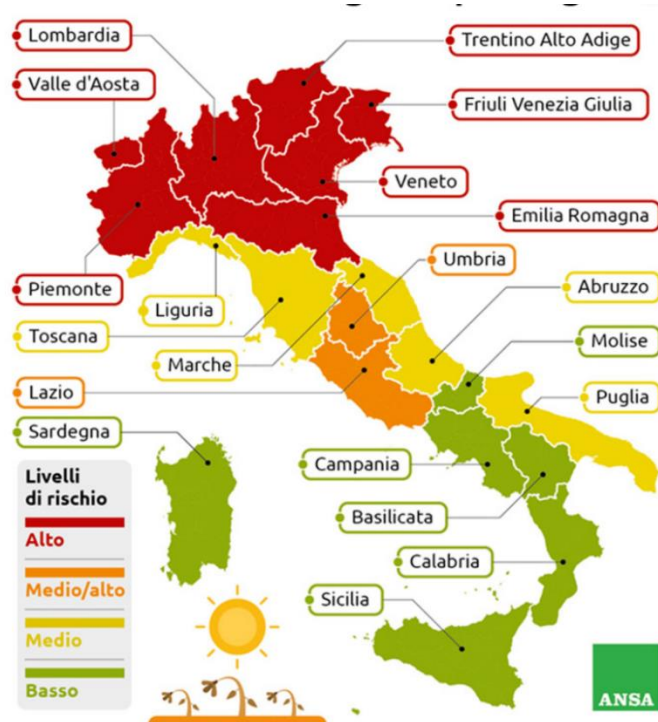 Lombardia
Trentino Alto Adige
Valle d'Aosta
Friuli Venezia Giulia
Veneto
Emilia Romagna
Umbria
Piemonte
Liguria
Abruzzo
Toscana
Molise
Marche
Lazio
Puglia
Sardegna
Campania
Livelli
di rischio
Basilicata
Alto
Calabria
Medio/alto
Sicilia
Medio
Basso
ANSA